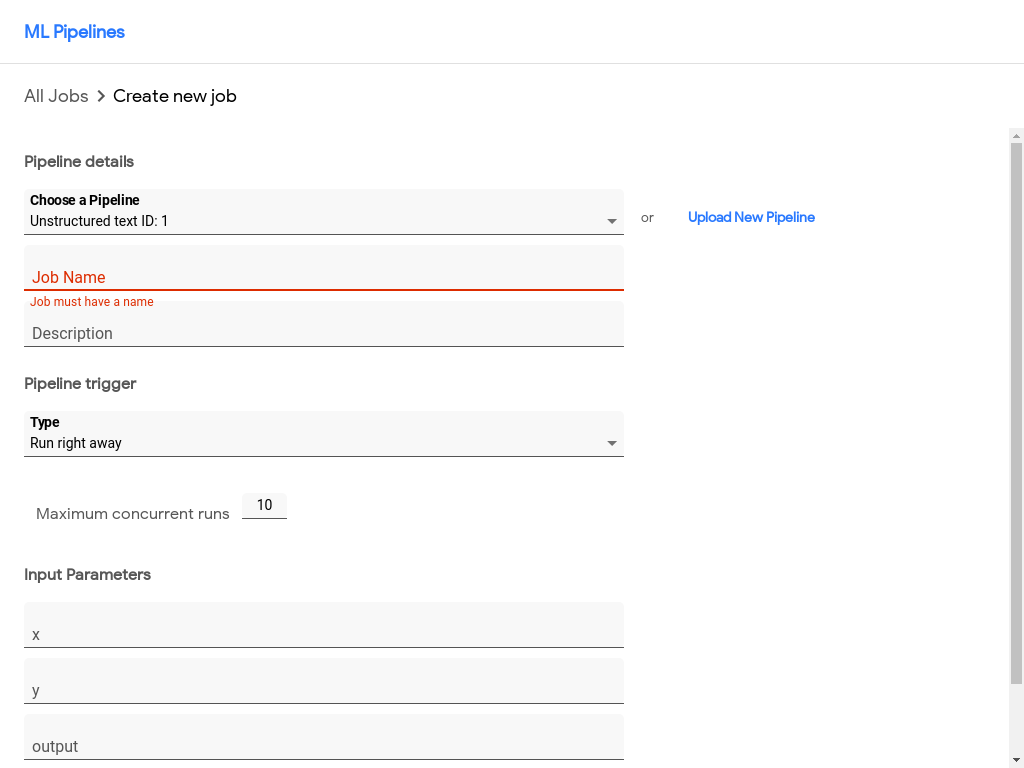 ML Pipelines
All Jobs > Create new job
Pipeline details
Choose a Pipeline
Unstructured text ID: 1
or
Upload New Pipeline
Job Name
Job must have a name
Description
Pipeline trigger
Type
Run right away
Maximum concurrent runs 10
Input Parameters
x
y
output